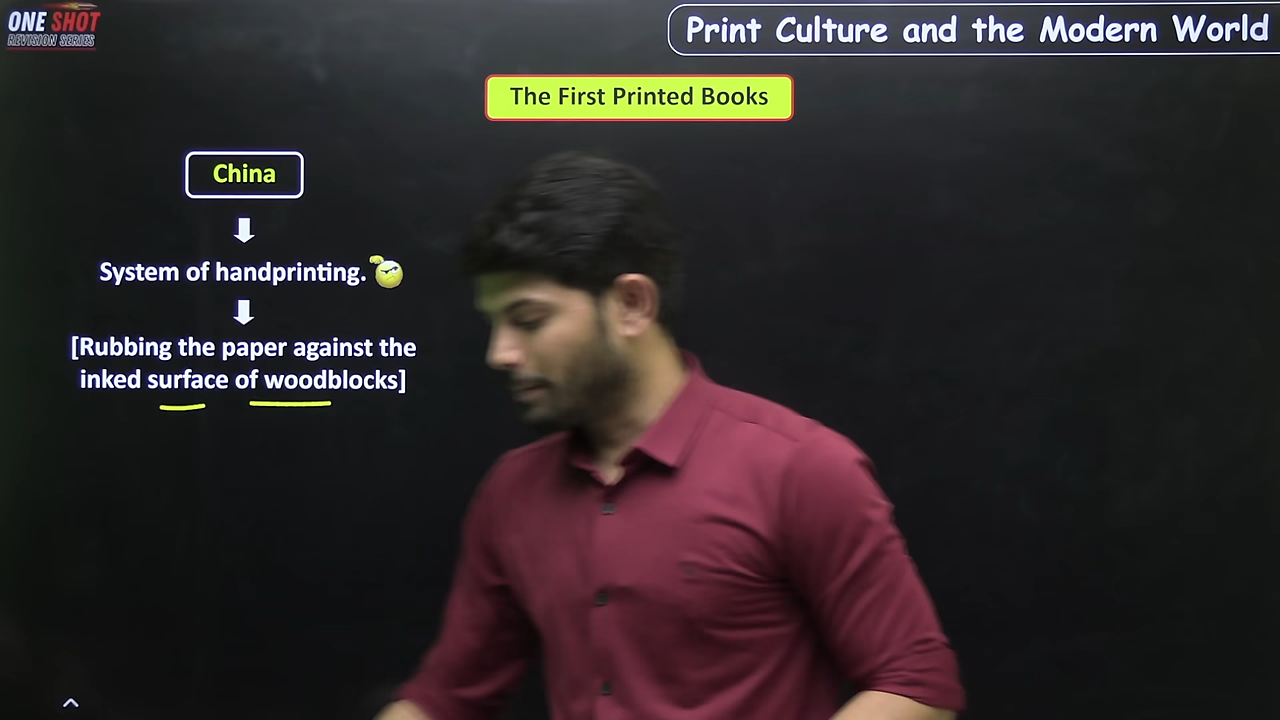 ONE SHOT
REVISION SERIES
Print Culture and the Modern World
The First Printed Books
China
System of handprinting.
[Rubbing the paper against the
inked surface of woodblocks]